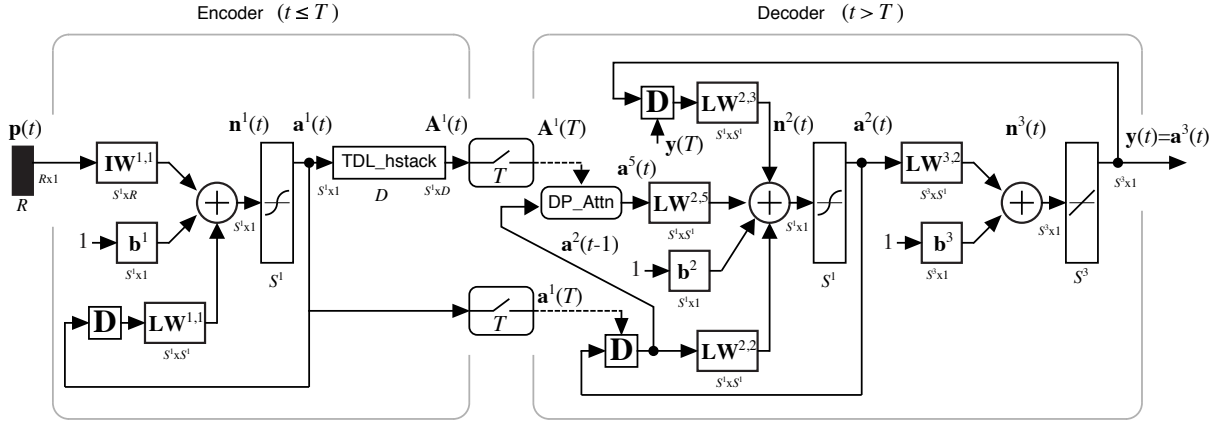 Encoder (t ≤ T)
Decoder (t > T)
p(t)
R
Rx1
IW¹,¹
S¹xR
1
b¹
S¹x1
D
LW¹,¹
S¹xS¹
n¹(t)
S¹x1
S¹
a¹(t)
S¹x1
TDL_hstack
D
A¹(t)
S¹xD
T
A¹(T)
T
a¹(T)
DP_Attn
a²(t-1)
a⁵(t)
LW²,⁵
S¹xS¹
D
y(T)
LW²,³
S¹xS¹
1
b²
S¹x1
D
LW²,²
S¹xS¹
n²(t)
S¹x1
S¹
a²(t)
LW³,²
S³xS¹
1
b³
S³x1
n³(t)
S³x1
S³
y(t)=a³(t)
S³x1